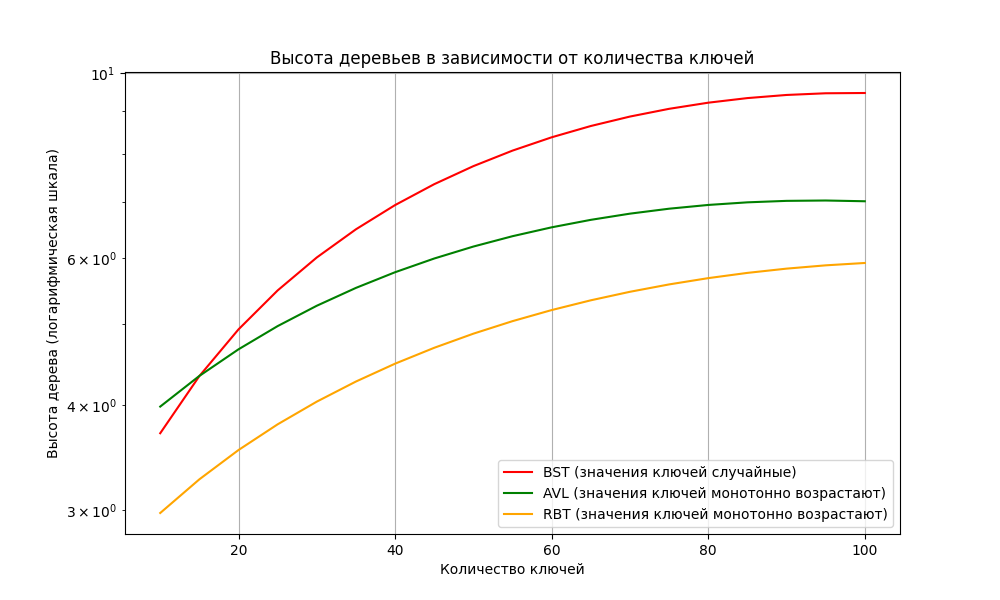 Высота деревьев в зависимости от количества ключей
10¹
6 × 10⁰
4 × 10⁰
3 × 10⁰
Высота дерева (логарифмическая шкала)
BST (значения ключей случайные)
AVL (значения ключей монотонно возрастают)
RBT (значения ключей монотонно возрастают)
20 40 60 80 100
Количество ключей